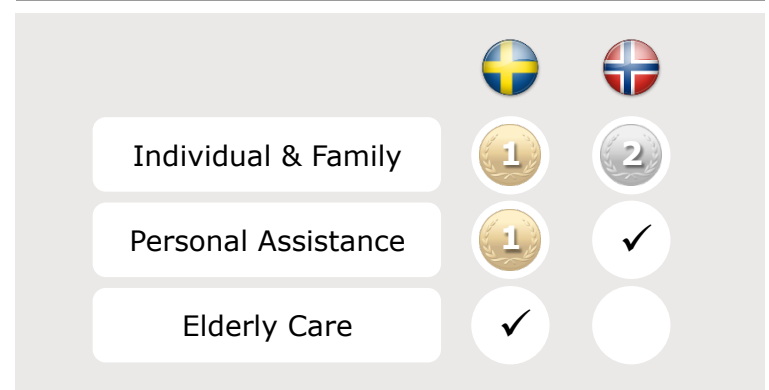 Individual & Family 1 2
Personal Assistance 1 ✓
Elderly Care ✓